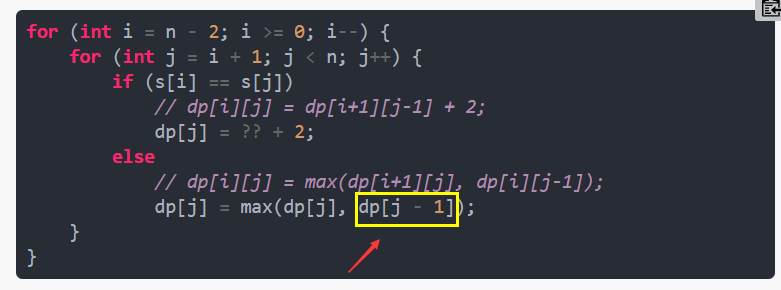 for (int i = n - 2; i >= 0; i--) {
    for (int j = i + 1; j < n; j++) {
        if (s[i] == s[j])
            // dp[i][j] = dp[i+1][j-1] + 2;
            dp[j] = ?? + 2;
        else
            // dp[i][j] = max(dp[i+1][j], dp[i][j-1]);
            dp[j] = max(dp[j], dp[j - 1]);
    }
}